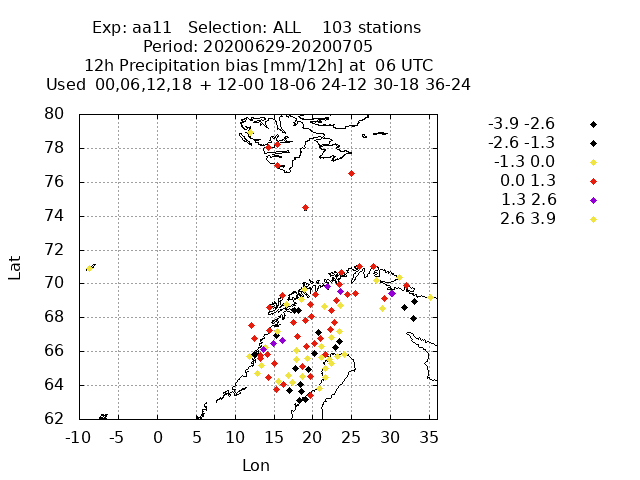 Exp: aa11 Selection: ALL 103 stations
Period: 20200629-20200705
12h Precipitation bias [mm/12h] at 06 UTC
Used 00,06,12,18 + 12-00 18-06 24-12 30-18 36-24
-3.9 -2.6
-2.6 -1.3
-1.3 0.0
0.0 1.3
1.3 2.6
2.6 3.9
80
78
76
74
72
70
68
66
64
62
Lat
-10 -5 0 5 10 15 20 25 30 35
Lon